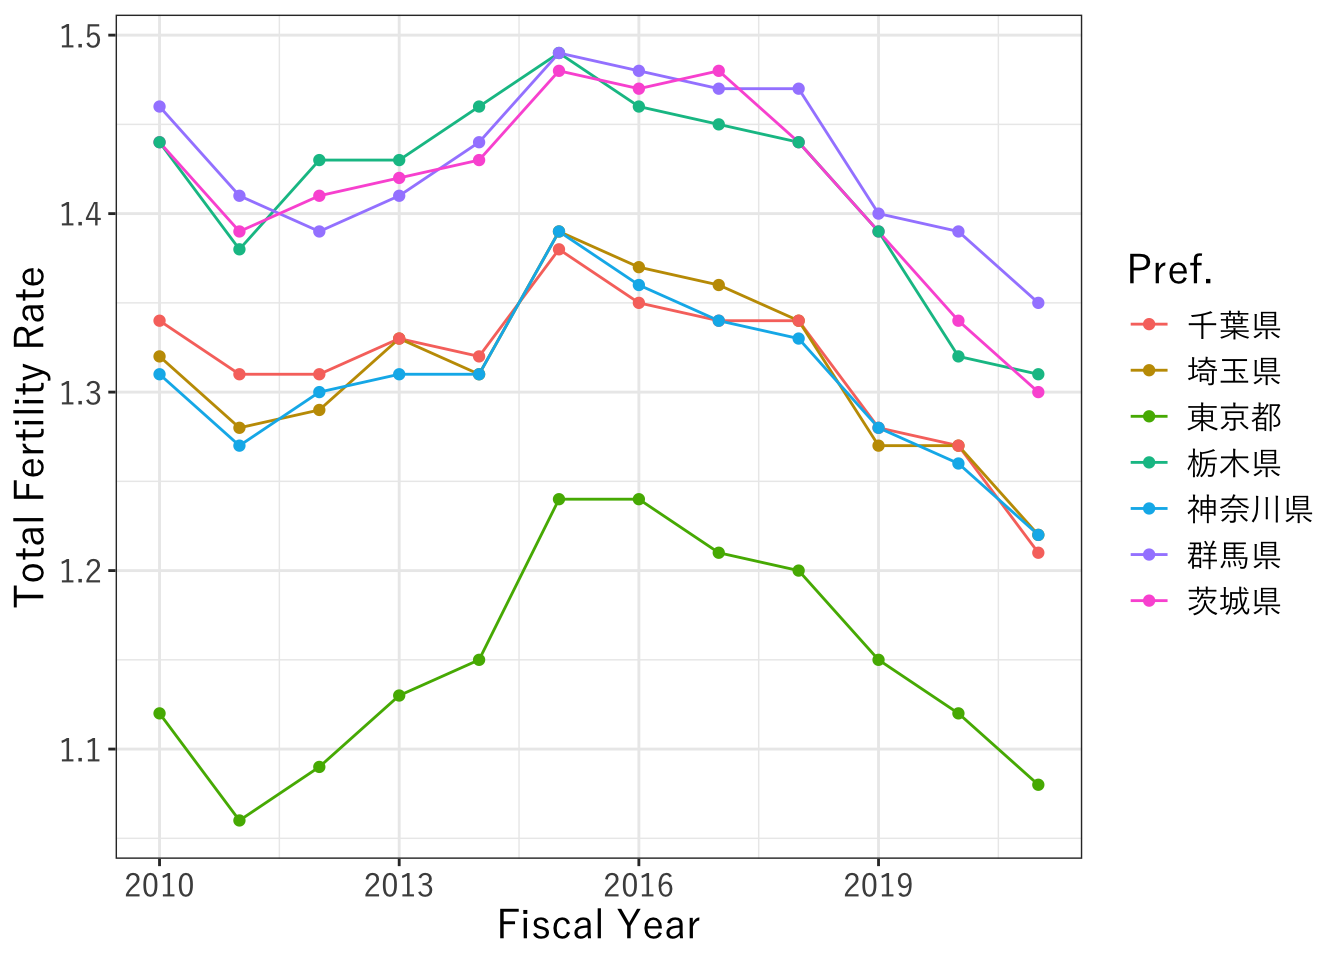 1.5
1.4
1.3
1.2
1.1
Total Fertility Rate
2010 2013 2016 2019
Fiscal Year
Pref.
千葉県
埼玉県
東京都
栃木県
神奈川県
群馬県
茨城県